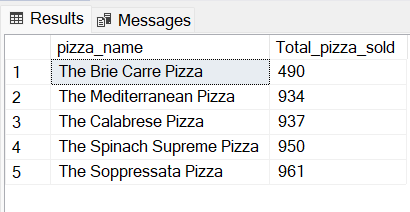 Results Messages
pizza_name Total_pizza_sold
1 The Brie Carre Pizza 490
2 The Mediterranean Pizza 934
3 The Calabrese Pizza 937
4 The Spinach Supreme Pizza 950
5 The Soppressata Pizza 961